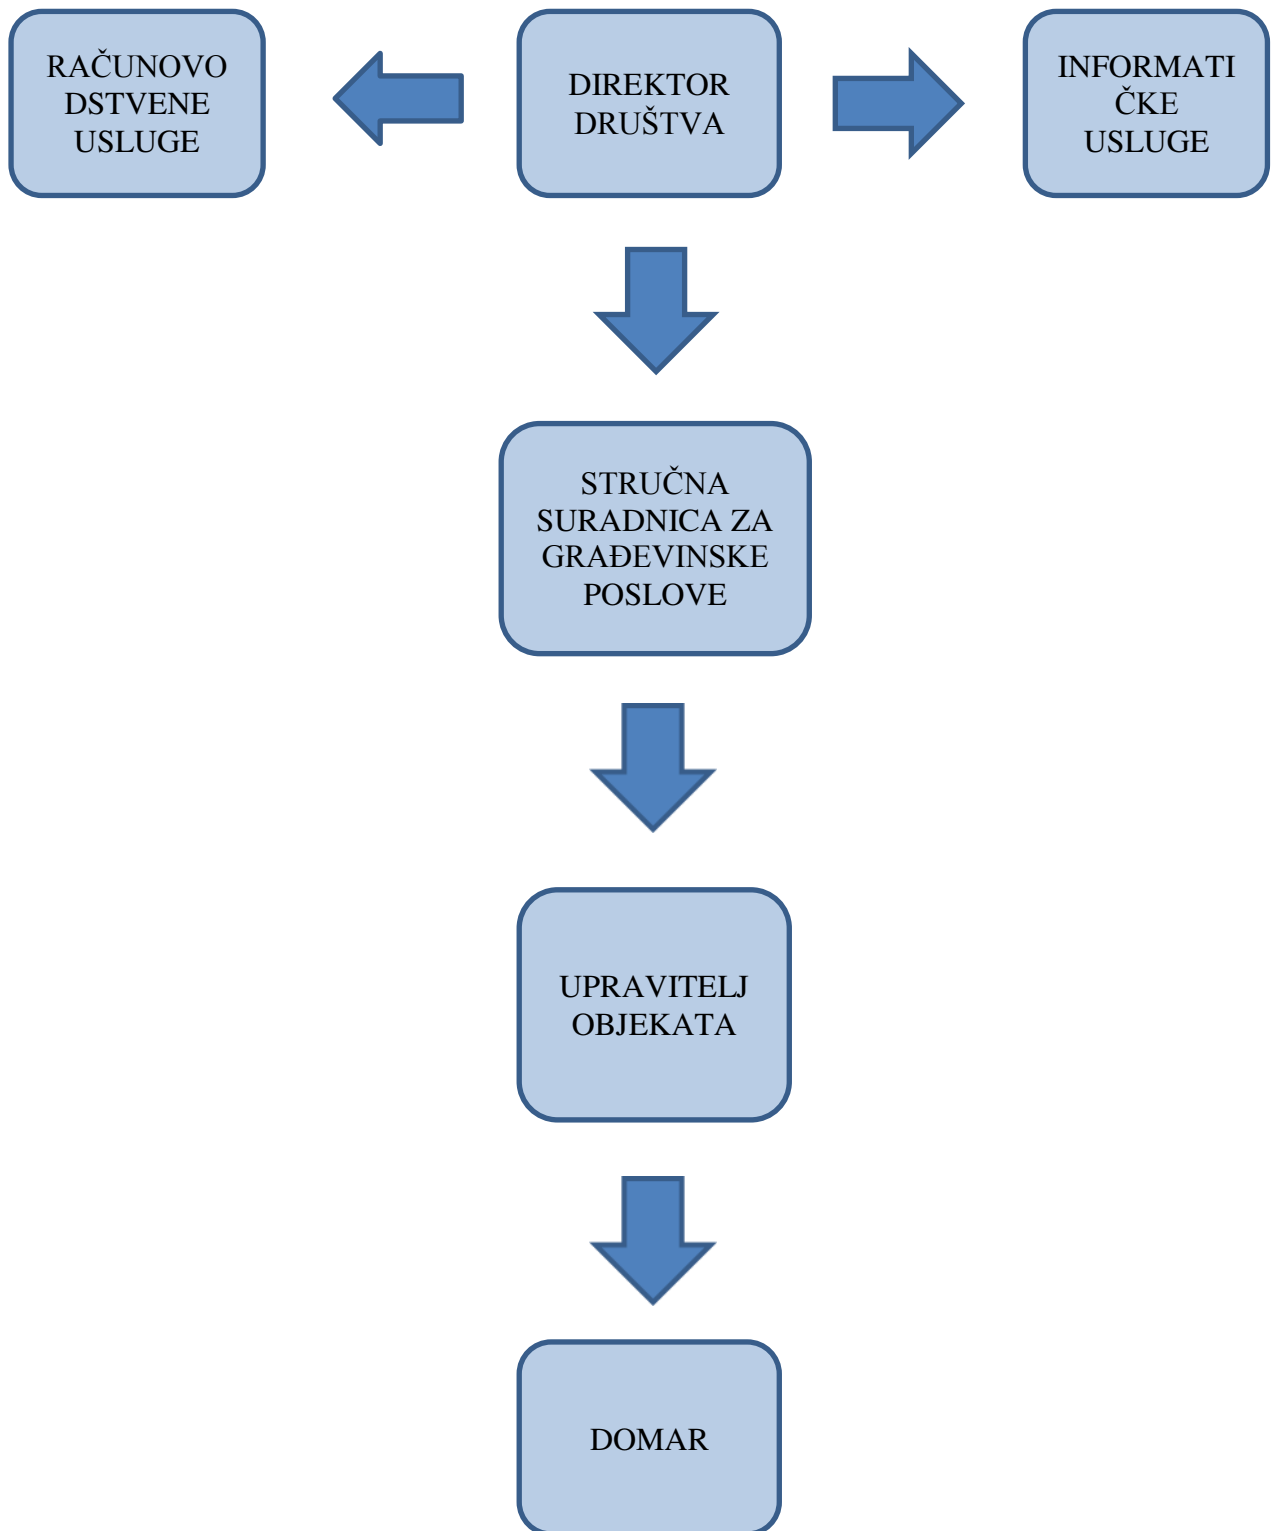 RAČUNOVO
DSTVENE
USLUGE
DIREKTOR
DRUŠTVA
INFORMATI
ČKE
USLUGE
STRUČNA
SURADNICA ZA
GRAĐEVINSKE
POSLOVE
UPRAVITELJ
OBJEKATA
DOMAR